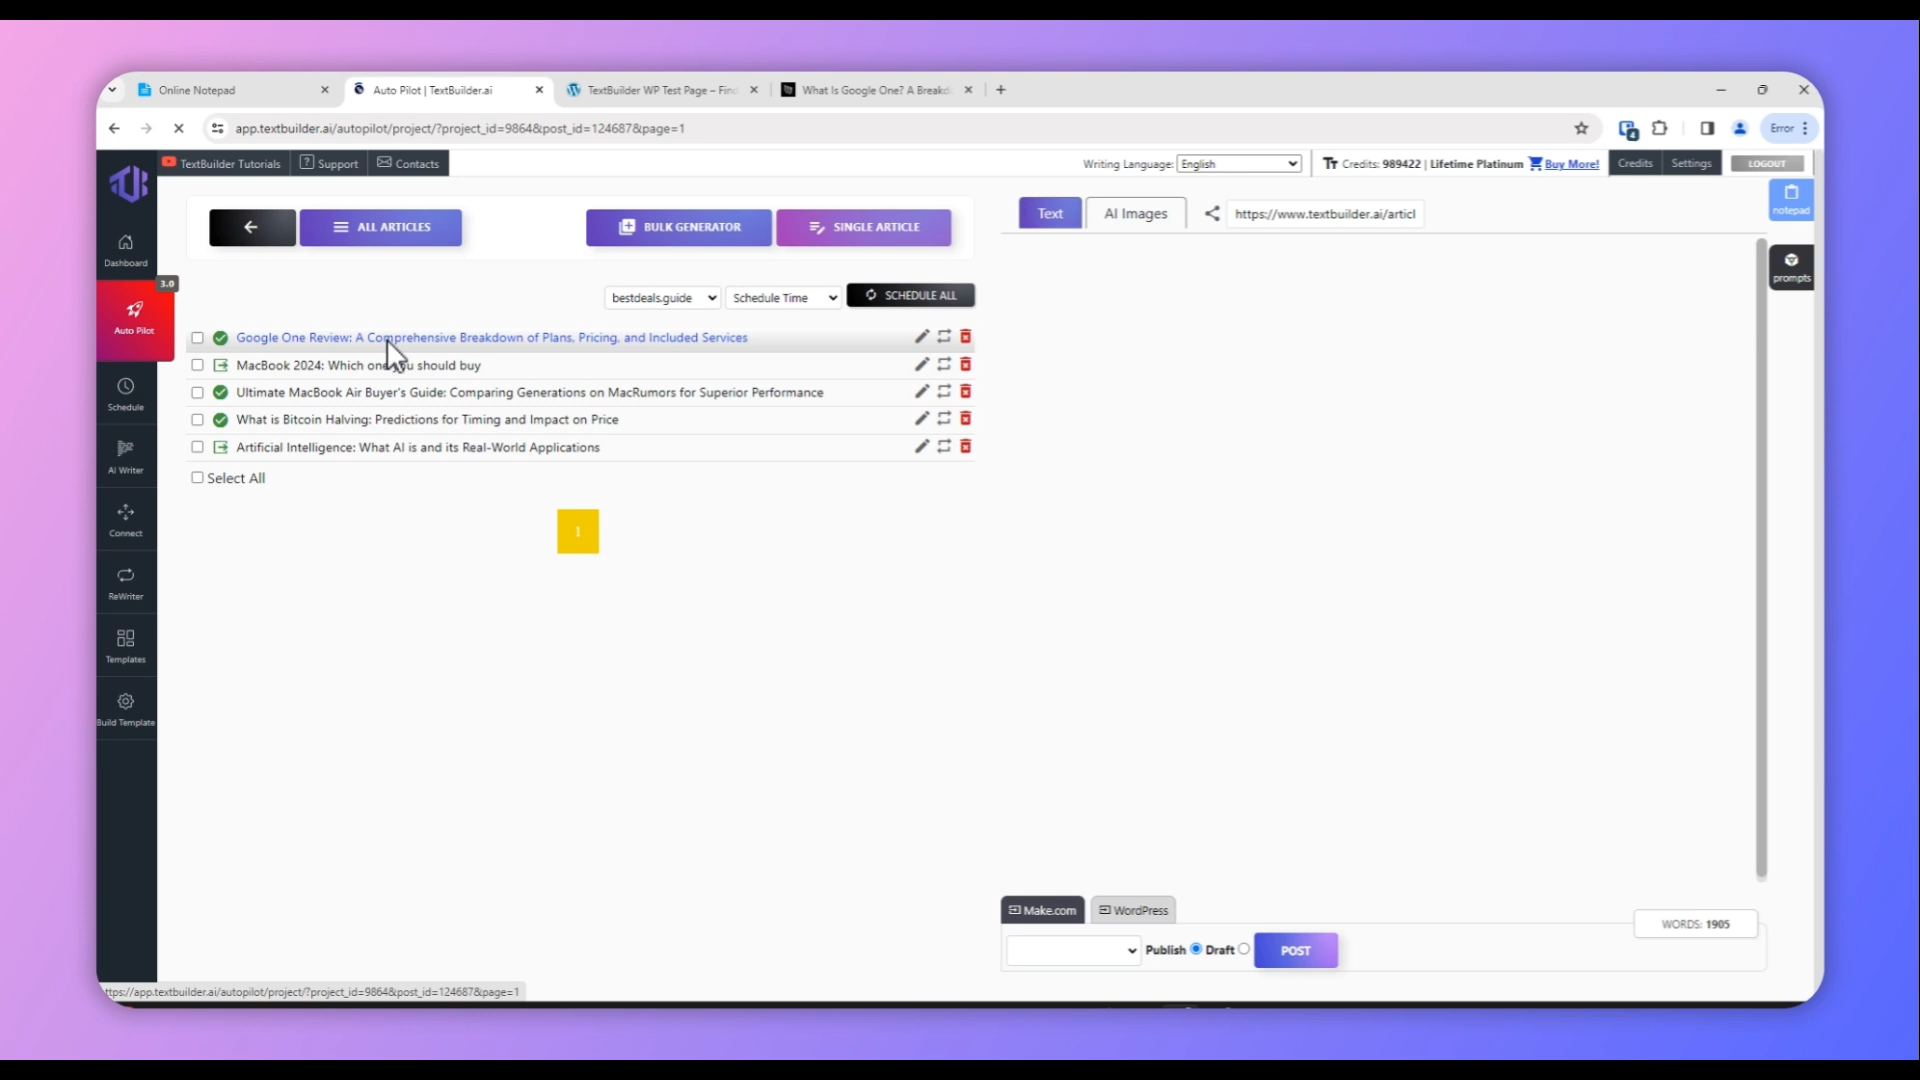 Online Notepad
Auto Pilot | TextBuilder.ai
TextBuilder WP Test Page – Find
What Is Google One? A Breakd
app.textbuilder.ai/autopilot/project/?project_id=9864&post_id=124687&page=1
4
Error
TextBuilder Tutorials
Support
Contacts
Writing Language: English
Credits: 989422 | Lifetime Platinum Buy More!
Credits
Settings
LOGOUT
Dashboard
3.0
Auto Pilot
Schedule
AI Writer
Connect
ReWriter
Templates
Build Template
ALL ARTICLES
BULK GENERATOR
SINGLE ARTICLE
bestdeals.guide
Schedule Time
SCHEDULE ALL
Google One Review: A Comprehensive Breakdown of Plans, Pricing, and Included Services
MacBook 2024: Which one you should buy
Ultimate MacBook Air Buyer's Guide: Comparing Generations on MacRumors for Superior Performance
What is Bitcoin Halving: Predictions for Timing and Impact on Price
Artificial Intelligence: What AI is and its Real-World Applications
Select All
1
Text
AI Images
https://www.textbuilder.ai/articl
notepad
prompts
Make.com
WordPress
WORDS: 1905
Publish
Draft
POST
ttps://app.textbuilder.ai/autopilot/project/?project_id=9864&post_id=124687&page=1